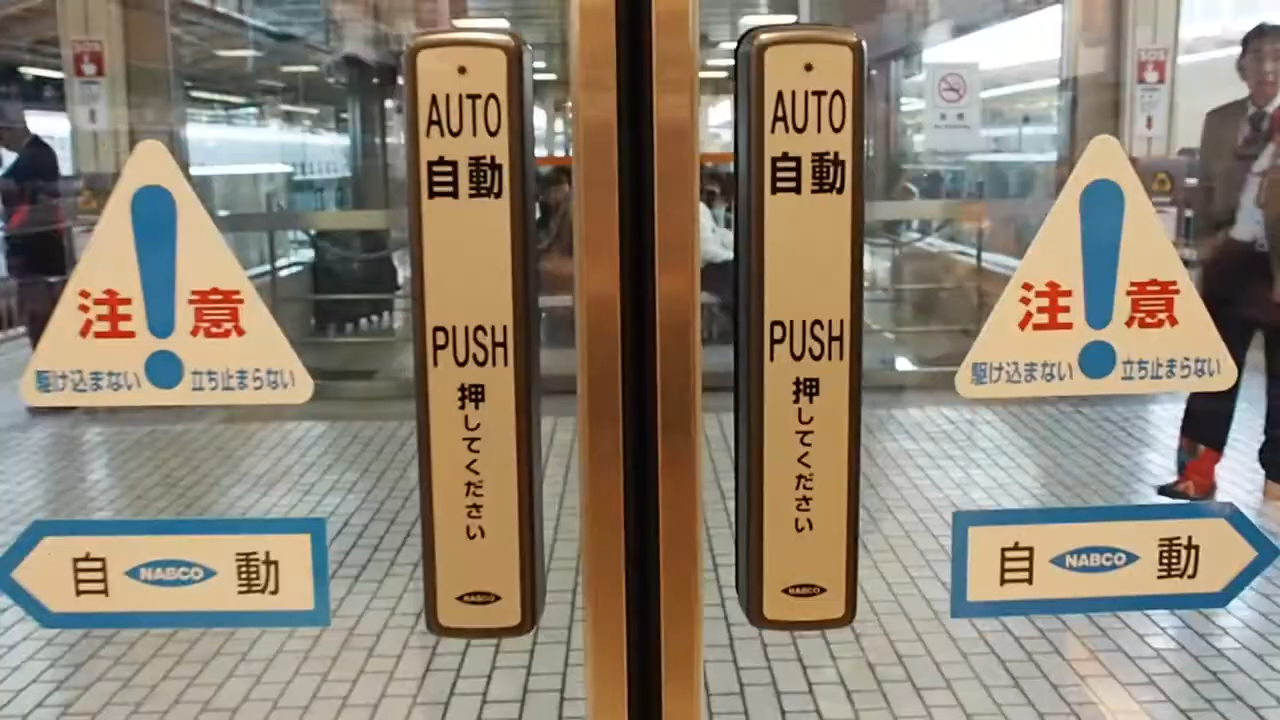 SOS
注意
駆け込まない 立ち止まらない
自 NABCO 動
AUTO
自動
PUSH
押してください
NABCO
AUTO
自動
PUSH
押してください
NABCO
SOS
注意
駆け込まない 立ち止まらない
自 NABCO 動